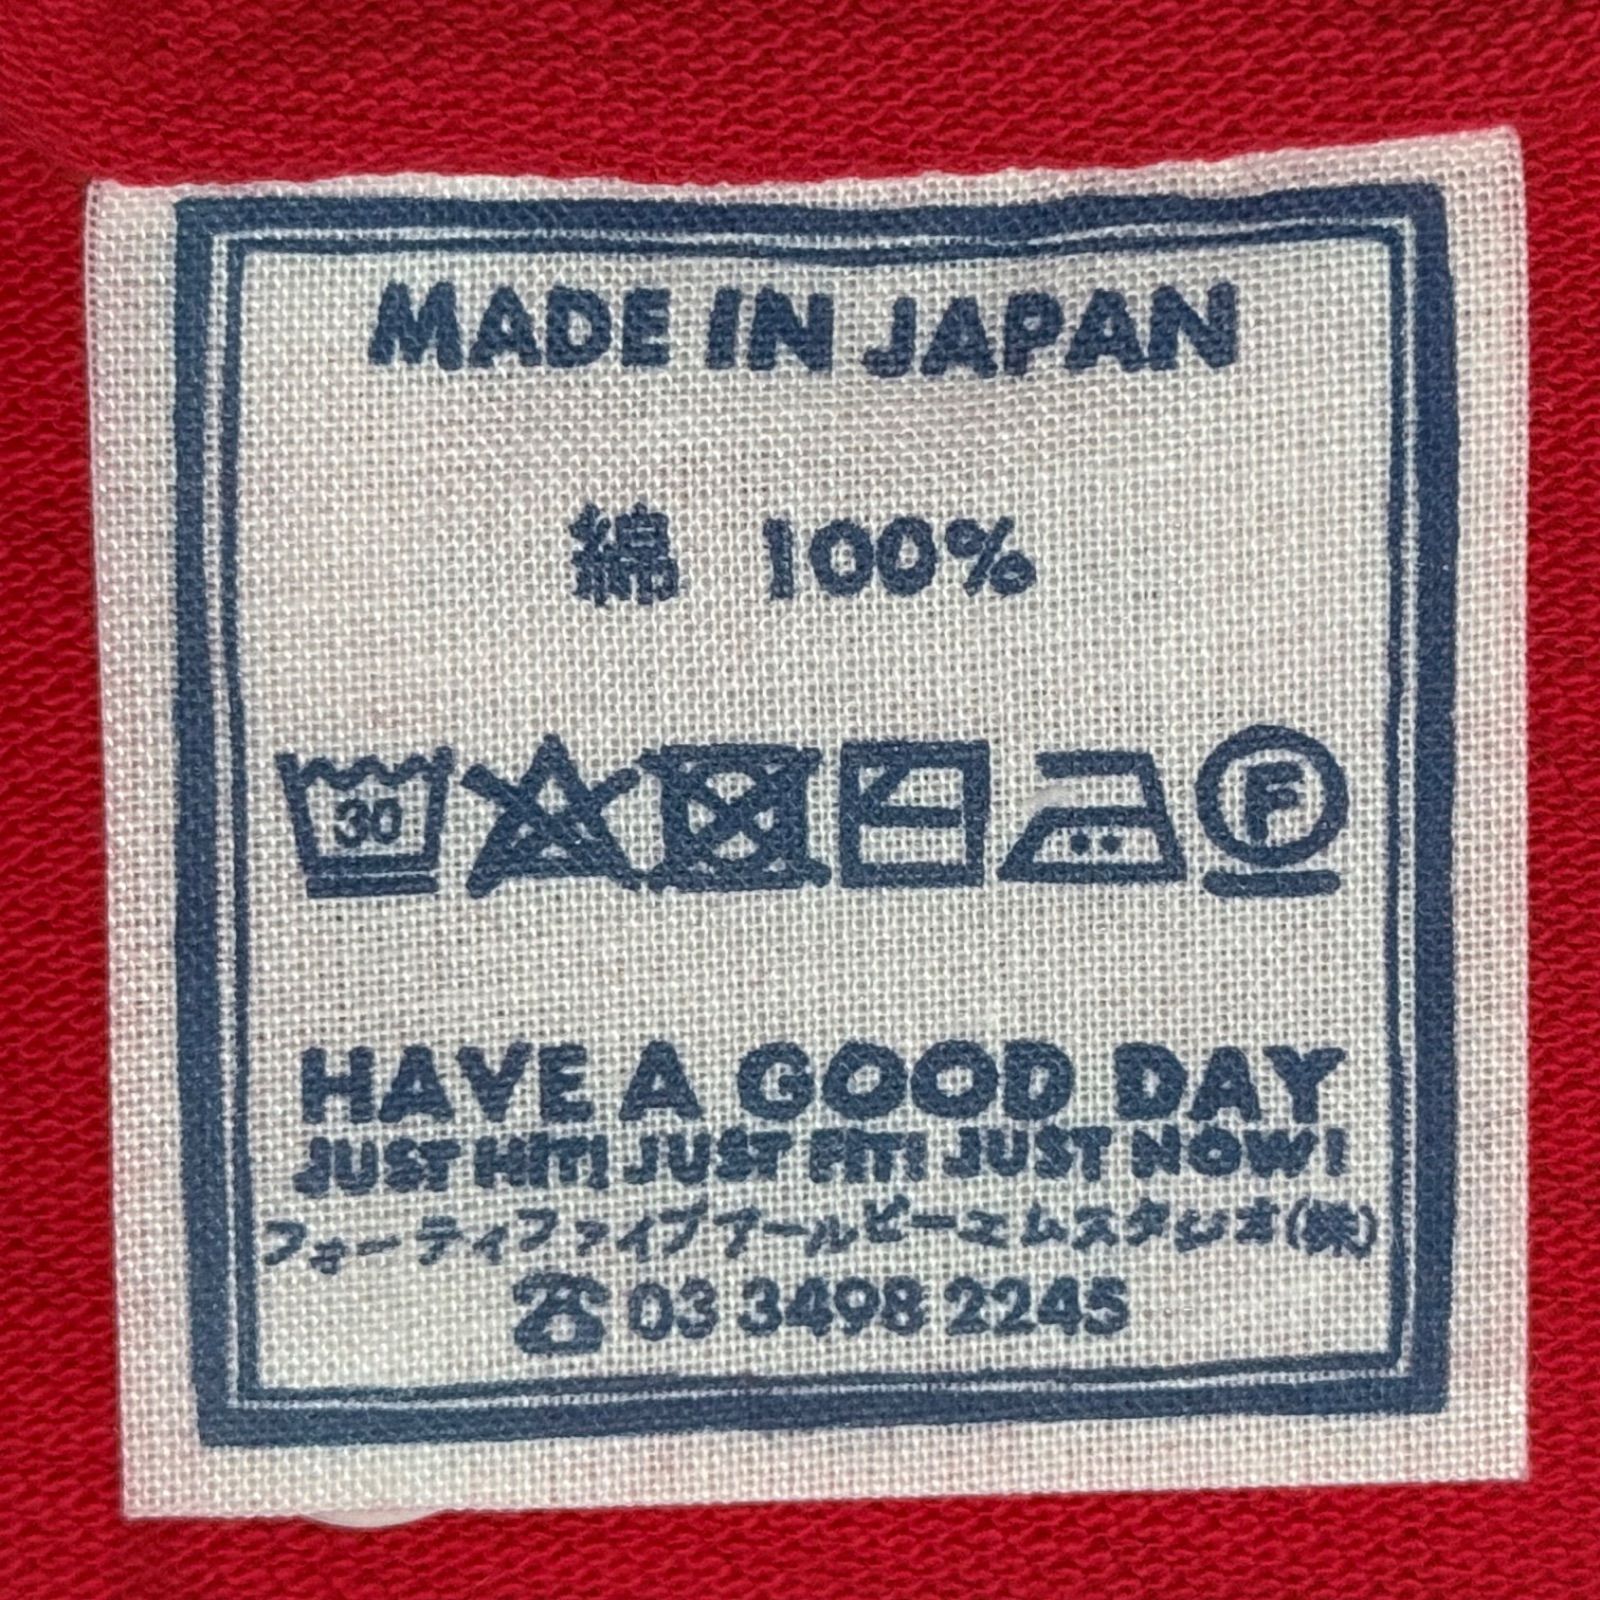 MADE IN JAPAN
綿 100%
30 F
HAVE A GOOD DAY
JUST HIT! JUST FIT! JUST NOW!
フォーティファイブアールピーエムスタジオ(株)
☎03 3498 2245